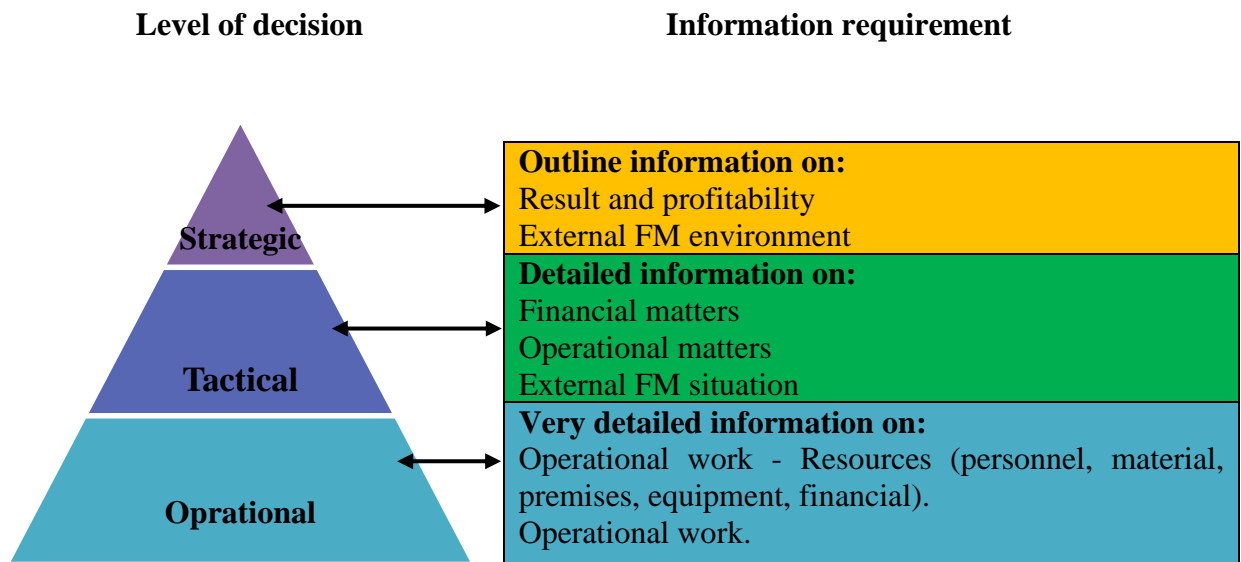 Level of decision
Information requirement
Strategic
Outline information on:
Result and profitability
External FM environment
Tactical
Detailed information on:
Financial matters
Operational matters
External FM situation
Oprational
Very detailed information on:
Operational work - Resources (personnel, material,
premises, equipment, financial).
Operational work.